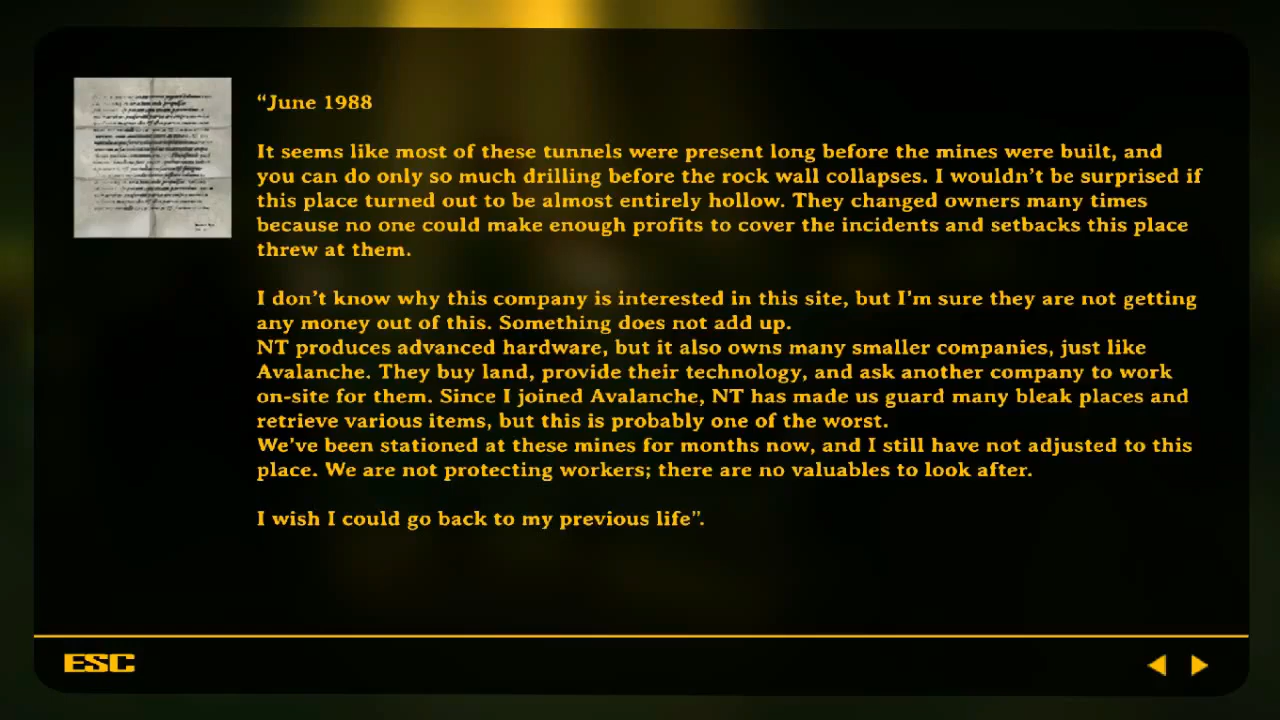 “June 1988
It seems like most of these tunnels were present long before the mines were built, and
you can do only so much drilling before the rock wall collapses. I wouldn’t be surprised if
this place turned out to be almost entirely hollow. They changed owners many times
because no one could make enough profits to cover the incidents and setbacks this place
threw at them.
I don’t know why this company is interested in this site, but I’m sure they are not getting
any money out of this. Something does not add up.
NT produces advanced hardware, but it also owns many smaller companies, just like
Avalanche. They buy land, provide their technology, and ask another company to work
on-site for them. Since I joined Avalanche, NT has made us guard many bleak places and
retrieve various items, but this is probably one of the worst.
We’ve been stationed at these mines for months now, and I still have not adjusted to this
place. We are not protecting workers; there are no valuables to look after.
I wish I could go back to my previous life”.
ESC